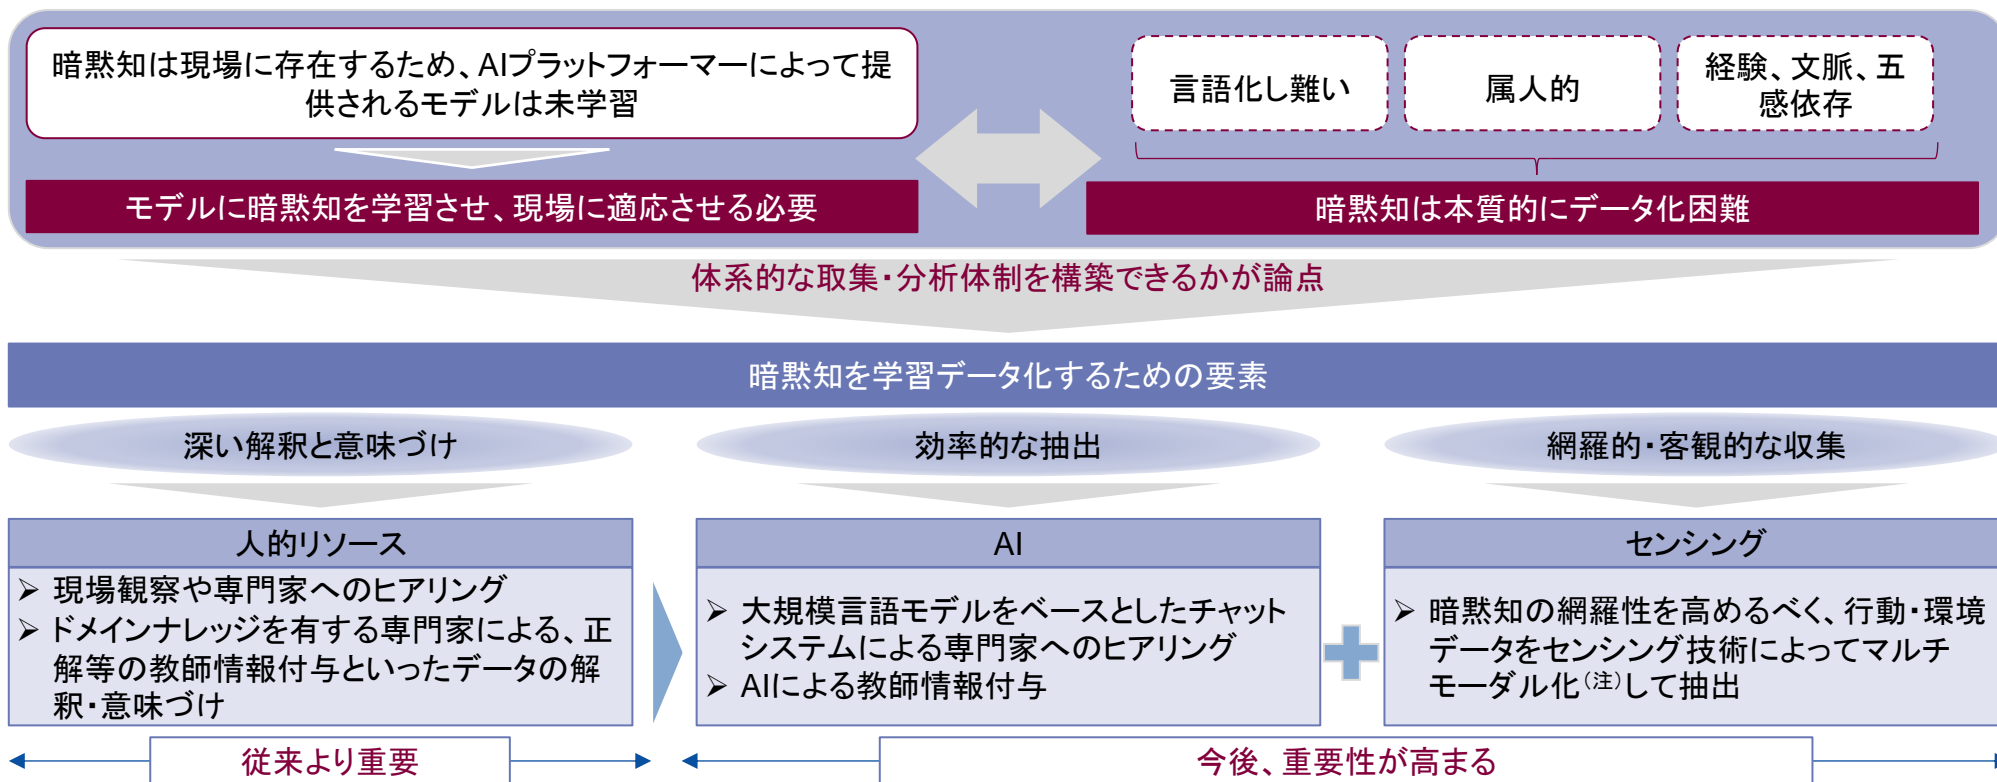 暗黙知は現場に存在するため、AIプラットフォーマーによって提
供されるモデルは未学習
モデルに暗黙知を学習させ、現場に適応させる必要
言語化し難い
属人的
経験、文脈、五
感依存
暗黙知は本質的にデータ化困難
体系的な取集・分析体制を構築できるかが論点
暗黙知を学習データ化するための要素
深い解釈と意味づけ
効率的な抽出
網羅的・客観的な収集
人的リソース
➢ 現場観察や専門家へのヒアリング
➢ ドメインナレッジを有する専門家による、正
解等の教師情報付与といったデータの解
釈・意味づけ
AI
➢ 大規模言語モデルをベースとしたチャット
システムによる専門家へのヒアリング
➢ AIによる教師情報付与
センシング
➢ 暗黙知の網羅性を高めるべく、行動・環境
データをセンシング技術によってマルチ
モーダル化(注)して抽出
従来より重要
今後、重要性が高まる